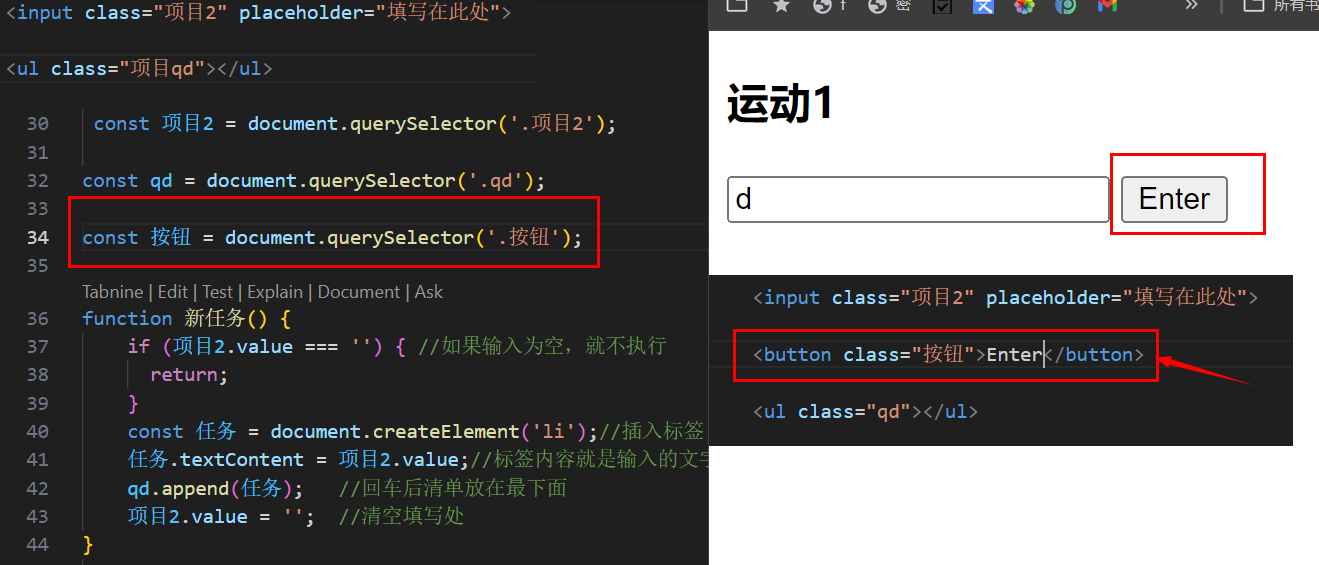 <input class="项目2" placeholder="填写在此处">
<ul class="项目qd"></ul>
30 const 项目2 = document.querySelector('.项目2');
31
32 const qd = document.querySelector('.qd');
33
34 const 按钮 = document.querySelector('.按钮');
35
Tabnine | Edit | Test | Explain | Document | Ask
36 function 新任务() {
37 if (项目2.value === '') { //如果输入为空，就不执行
38 return;
39 }
40 const 任务 = document.createElement('li');//插入标签
41 任务.textContent = 项目2.value;//标签内容就是输入的文字
42 qd.append(任务); //回车后清单放在最下面
43 项目2.value = ''; //清空填写处
44 }
f
密
所有书
运动1
d
Enter
<input class="项目2" placeholder="填写在此处">
<button class="按钮">Enter</button>
<ul class="qd"></ul>